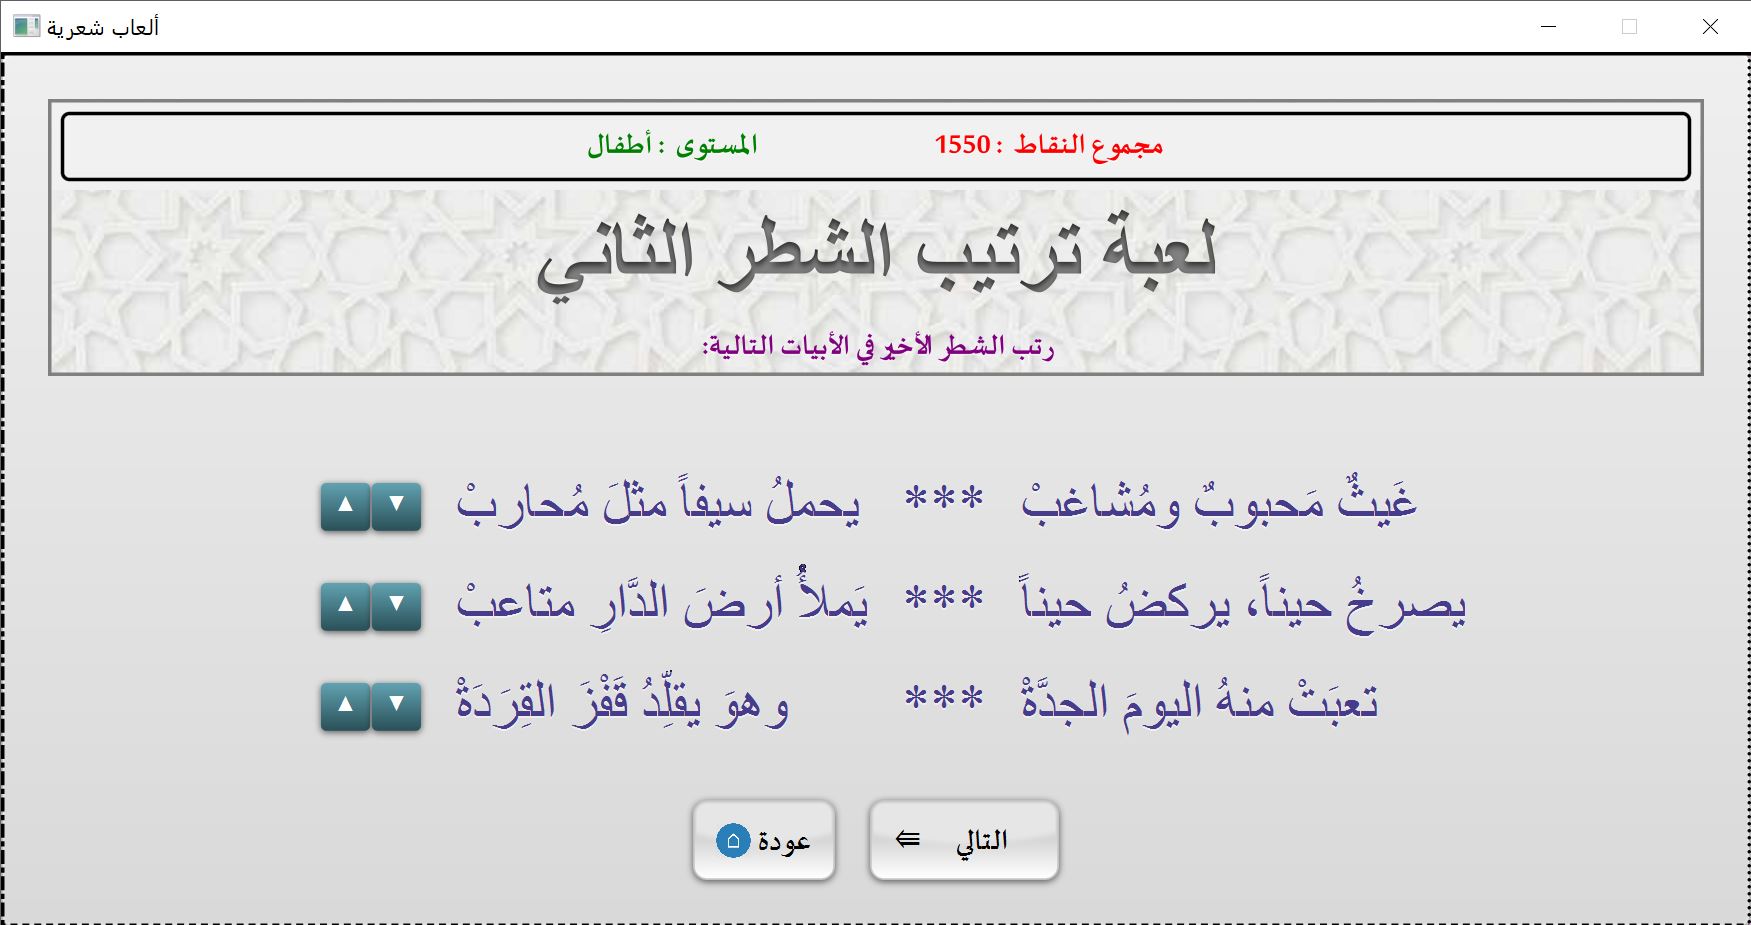 ألعاب شعرية
مجموع النقاط : 1550 المستوى : أطفال
لعبة ترتيب الشطر الثاني
رتب الشطر الأخير في الأبيات التالية:
غَيثٌ مَحبوبٌ ومُشاغبْ *** يحملُ سيفاً مثلَ مُحاربْ ▼ ▲
يصرخُ حيناً، يركضُ حيناً *** يَملأُ أرضَ الدَّارِ متاعبْ ▼ ▲
تعبَتْ منهُ اليومَ الجدَّةْ *** وهوَ يقلِّدُ قَفْزَ القِرَدَةْ ▼ ▲
التالي ⇚ عودة